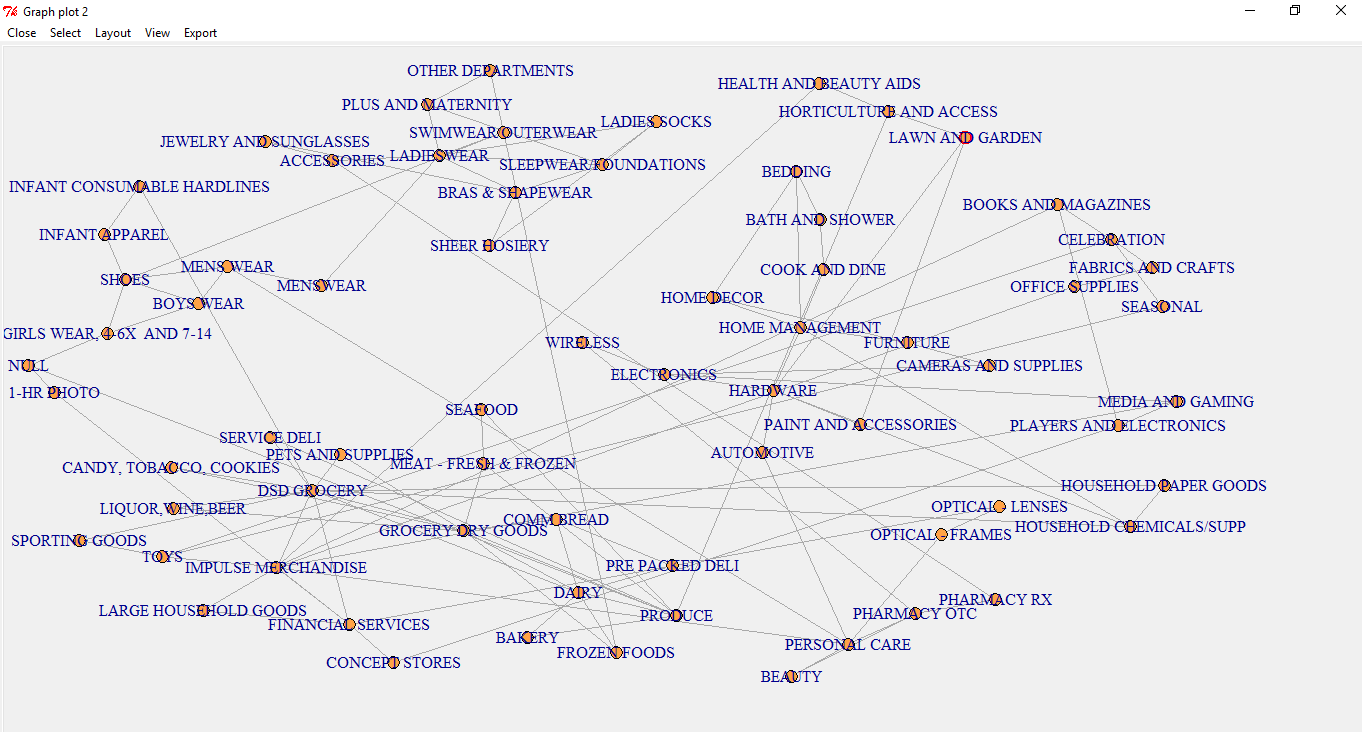 Graph plot 2
Close Select Layout View Export
OTHER DEPARTMENTS
HEALTH AND BEAUTY AIDS
PLUS AND MATERNITY
HORTICULTURE AND ACCESS
LADIES SOCKS
SWIMWEAR/OUTERWEAR
LAWN AND GARDEN
JEWELRY AND SUNGLASSES
LADIESWEAR
ACCESSORIES
SLEEPWEAR/FOUNDATIONS
BEDDING
INFANT CONSUMABLE HARDLINES
BRAS & SHAPEWEAR
BOOKS AND MAGAZINES
BATH AND SHOWER
INFANT APPAREL
CELEBRATION
SHEER HOSIERY
MENS WEAR
COOK AND DINE
FABRICS AND CRAFTS
SHOES
MENSWEAR
OFFICE SUPPLIES
HOME DECOR
BOYS WEAR
SEASONAL
HOME MANAGEMENT
GIRLS WEAR, 4-6X AND 7-14
WIRELESS
FURNITURE
NULL
CAMERAS AND SUPPLIES
ELECTRONICS
1-HR PHOTO
HARDWARE
MEDIA AND GAMING
SEAFOOD
PAINT AND ACCESSORIES
PLAYERS AND ELECTRONICS
SERVICE DELI
PETS AND SUPPLIES
AUTOMOTIVE
CANDY, TOBACCO, COOKIES
MEAT - FRESH & FROZEN
DSD GROCERY
HOUSEHOLD PAPER GOODS
LIQUOR,WINE,BEER
OPTICAL - LENSES
COMM BREAD
GROCERY DRY GOODS
HOUSEHOLD CHEMICALS/SUPP
SPORTING GOODS
OPTICAL - FRAMES
TOYS
IMPULSE MERCHANDISE
PRE PACKED DELI
DAIRY
PHARMACY RX
LARGE HOUSEHOLD GOODS
PRODUCE
PHARMACY OTC
FINANCIAL SERVICES
BAKERY
PERSONAL CARE
FROZEN FOODS
CONCEPT STORES
BEAUTY